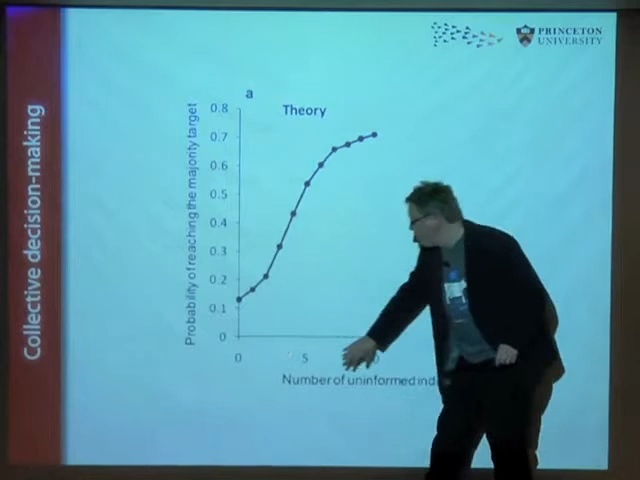 PRINCETON
UNIVERSITY
Collective decision-making
a
Theory
Probability of reaching the majority target
0.8
0.7
0.6
0.5
0.4
0.3
0.2
0.1
0
0
5
Number of uninformed